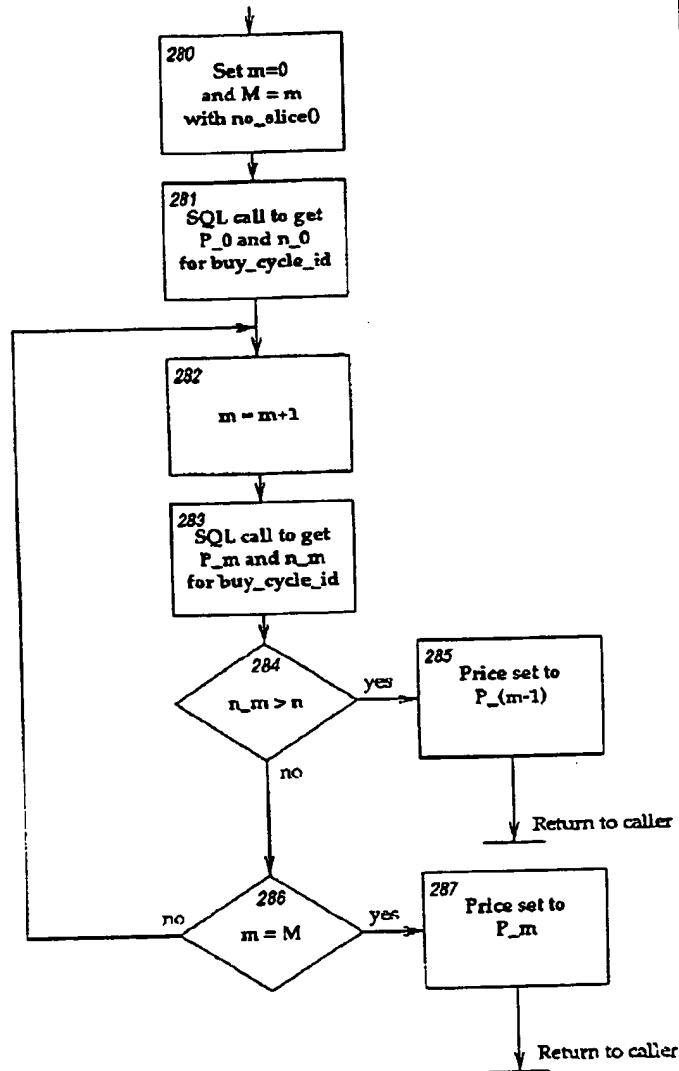 280
Set m=0
and M = m
with no_slice()
281
SQL call to get
P_0 and n_0
for buy_cycle_id
282
m = m+1
283
SQL call to get
P_m and n_m
for buy_cycle_id
284
n_m > n
yes
285
Price set to
P_(m-1)
no
Return to caller
286
m = M
no
yes
287
Price set to
P_m
Return to caller